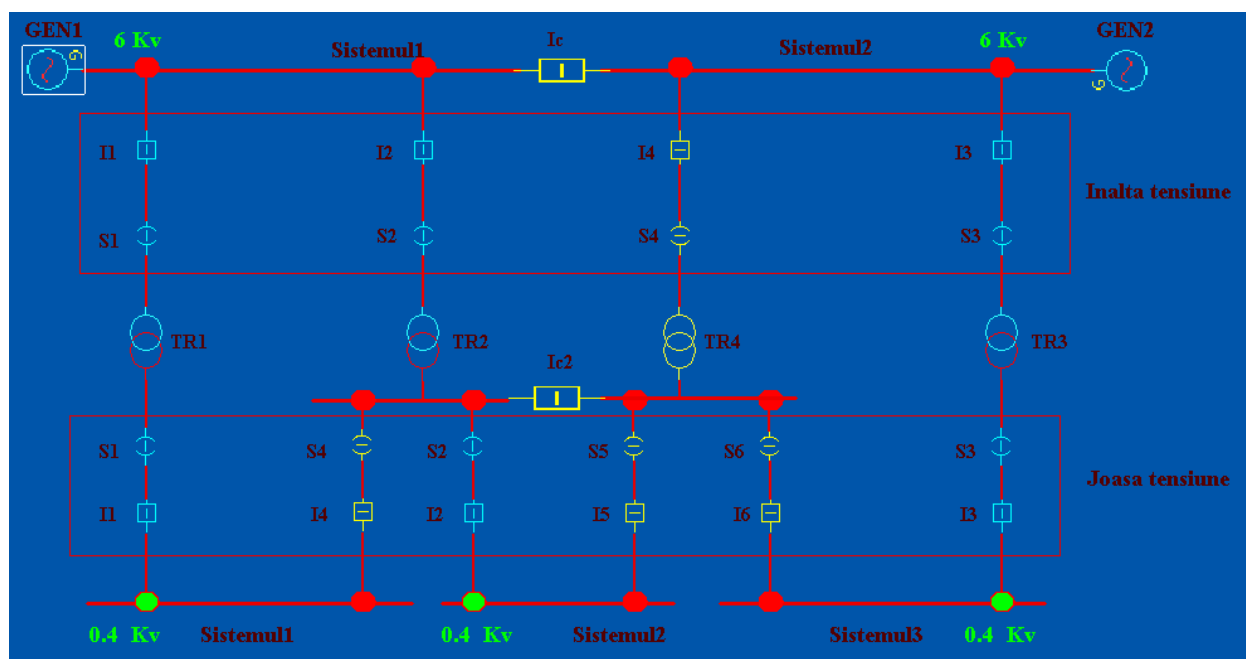 GEN1
6 Kv
Sistemul1
Ic
Sistemul2
6 Kv
GEN2
G
G
I1
I2
I4
I3
Inalta tensiune
S1
S2
S4
S3
TR1
TR2
TR4
TR3
Ic2
S1
S4
S2
S5
S6
S3
Joasa tensiune
I1
I4
I2
I5
I6
I3
0.4 Kv
Sistemul1
0.4 Kv
Sistemul2
Sistemul3
0.4 Kv